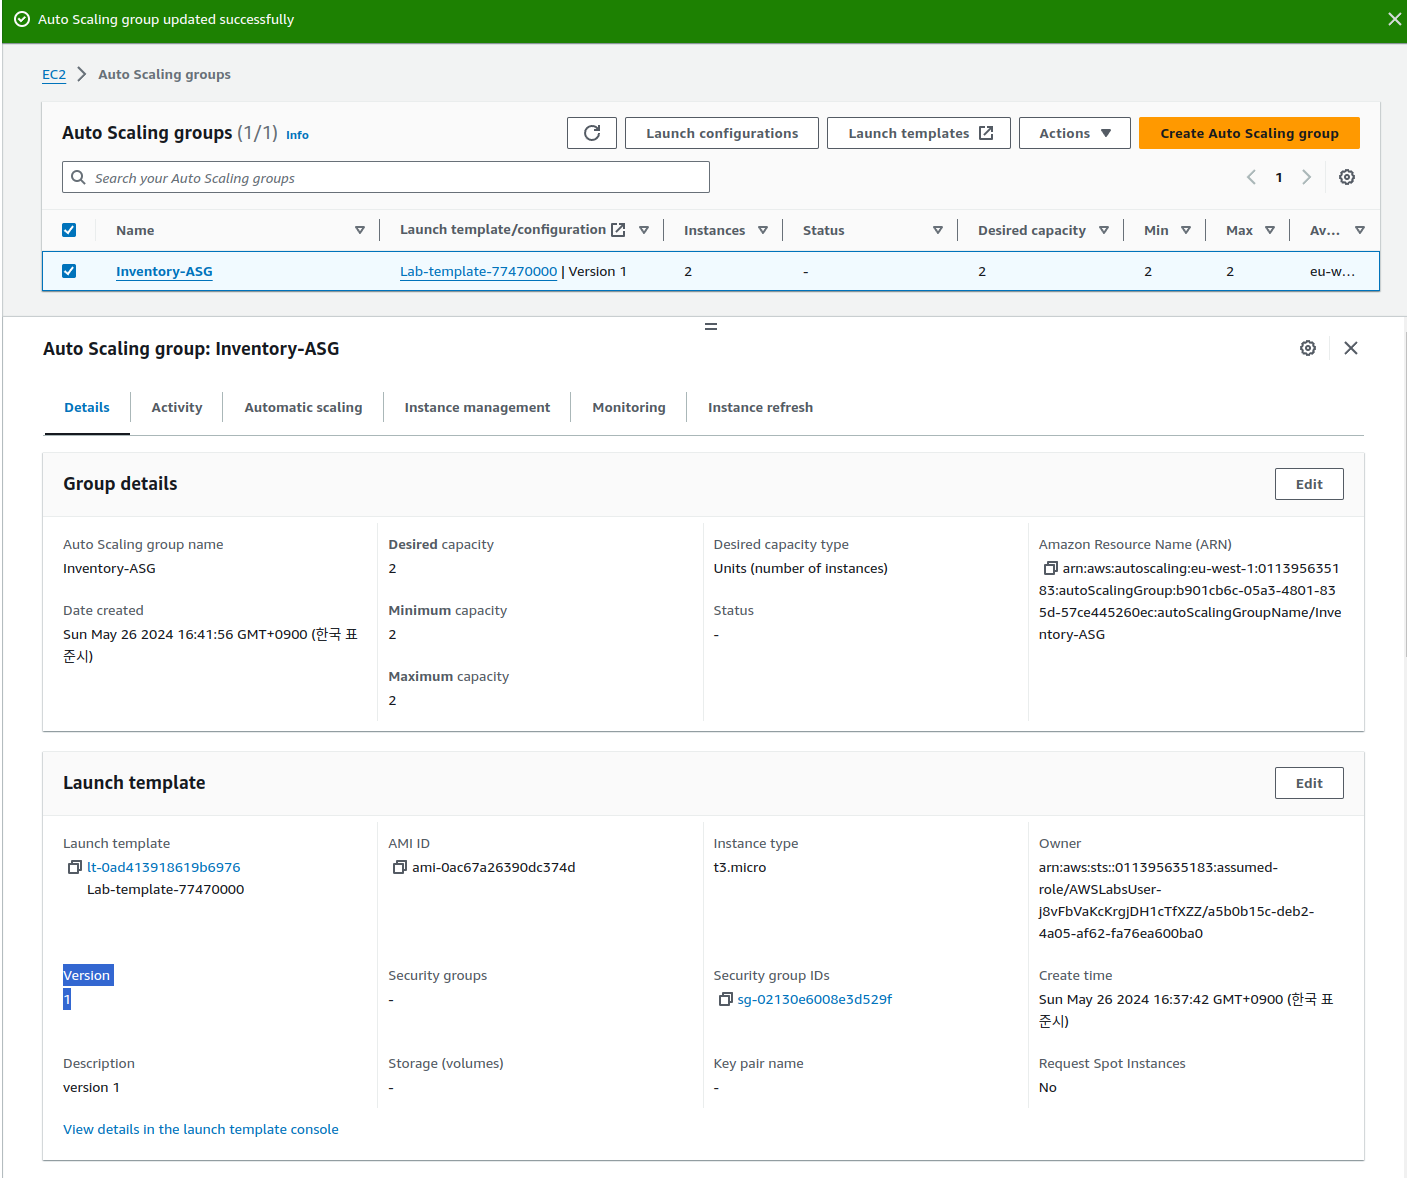 Auto Scaling group updated successfully
EC2 > Auto Scaling groups
Auto Scaling groups (1/1) Info
Launch configurations
Launch templates
Actions
Create Auto Scaling group
Search your Auto Scaling groups
1
Name
Launch template/configuration
Instances
Status
Desired capacity
Min
Max
Av...
Inventory-ASG
Lab-template-77470000 | Version 1
2
-
2
2
2
eu-w...
Auto Scaling group: Inventory-ASG
Details
Activity
Automatic scaling
Instance management
Monitoring
Instance refresh
Group details
Edit
Auto Scaling group name
Inventory-ASG
Date created
Sun May 26 2024 16:41:56 GMT+0900 (한국 표
준시)
Desired capacity
2
Minimum capacity
2
Maximum capacity
2
Desired capacity type
Units (number of instances)
Status
-
Amazon Resource Name (ARN)
arn:aws:autoscaling:eu-west-1:0113956351
83:autoScalingGroup:b901cb6c-05a3-4801-83
5d-57ce445260ec:autoScalingGroupName/Inve
ntory-ASG
Launch template
Edit
Launch template
lt-0ad413918619b6976
Lab-template-77470000
AMI ID
ami-0ac67a26390dc374d
Instance type
t3.micro
Owner
arn:aws:sts::011395635183:assumed-
role/AWSLabsUser-
j8vFbVaKcKrgjDH1cTfXZZ/a5b0b15c-deb2-
4a05-af62-fa76ea600ba0
Version
1
Security groups
-
Security group IDs
sg-02130e6008e3d529f
Create time
Sun May 26 2024 16:37:42 GMT+0900 (한국 표
준시)
Description
version 1
Storage (volumes)
-
Key pair name
-
Request Spot Instances
No
View details in the launch template console